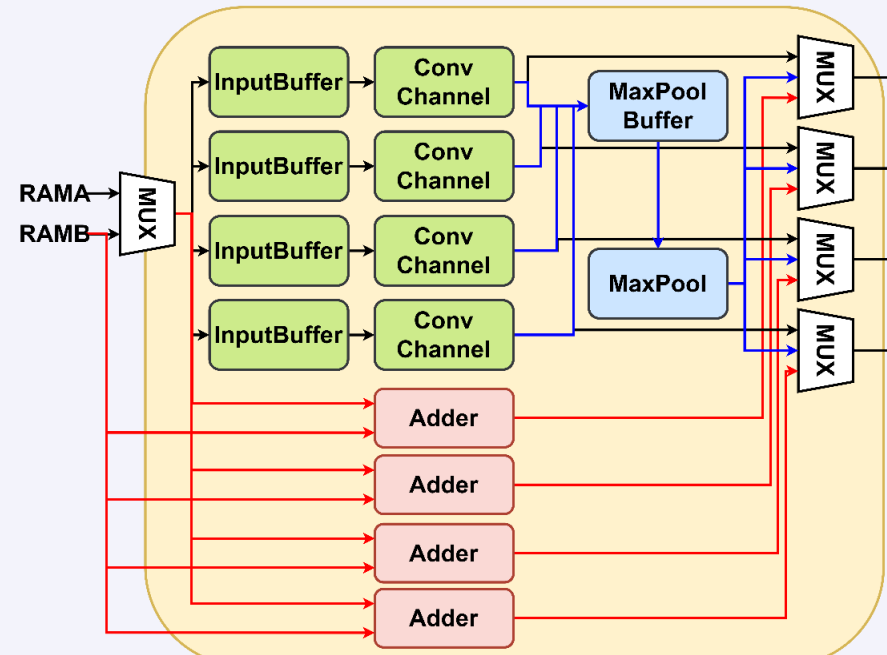 InputBuffer
Conv
Channel
MaxPool
Buffer
MUX
InputBuffer
Conv
Channel
MUX
RAMA
RAMB
MUX
InputBuffer
Conv
Channel
MaxPool
MUX
InputBuffer
Conv
Channel
MUX
Adder
Adder
Adder
Adder